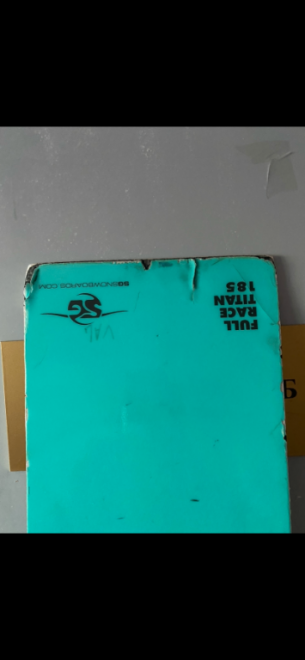 FULL
RACE
TITAN
185
SG
SGSNOWBOARDS.COM
Б